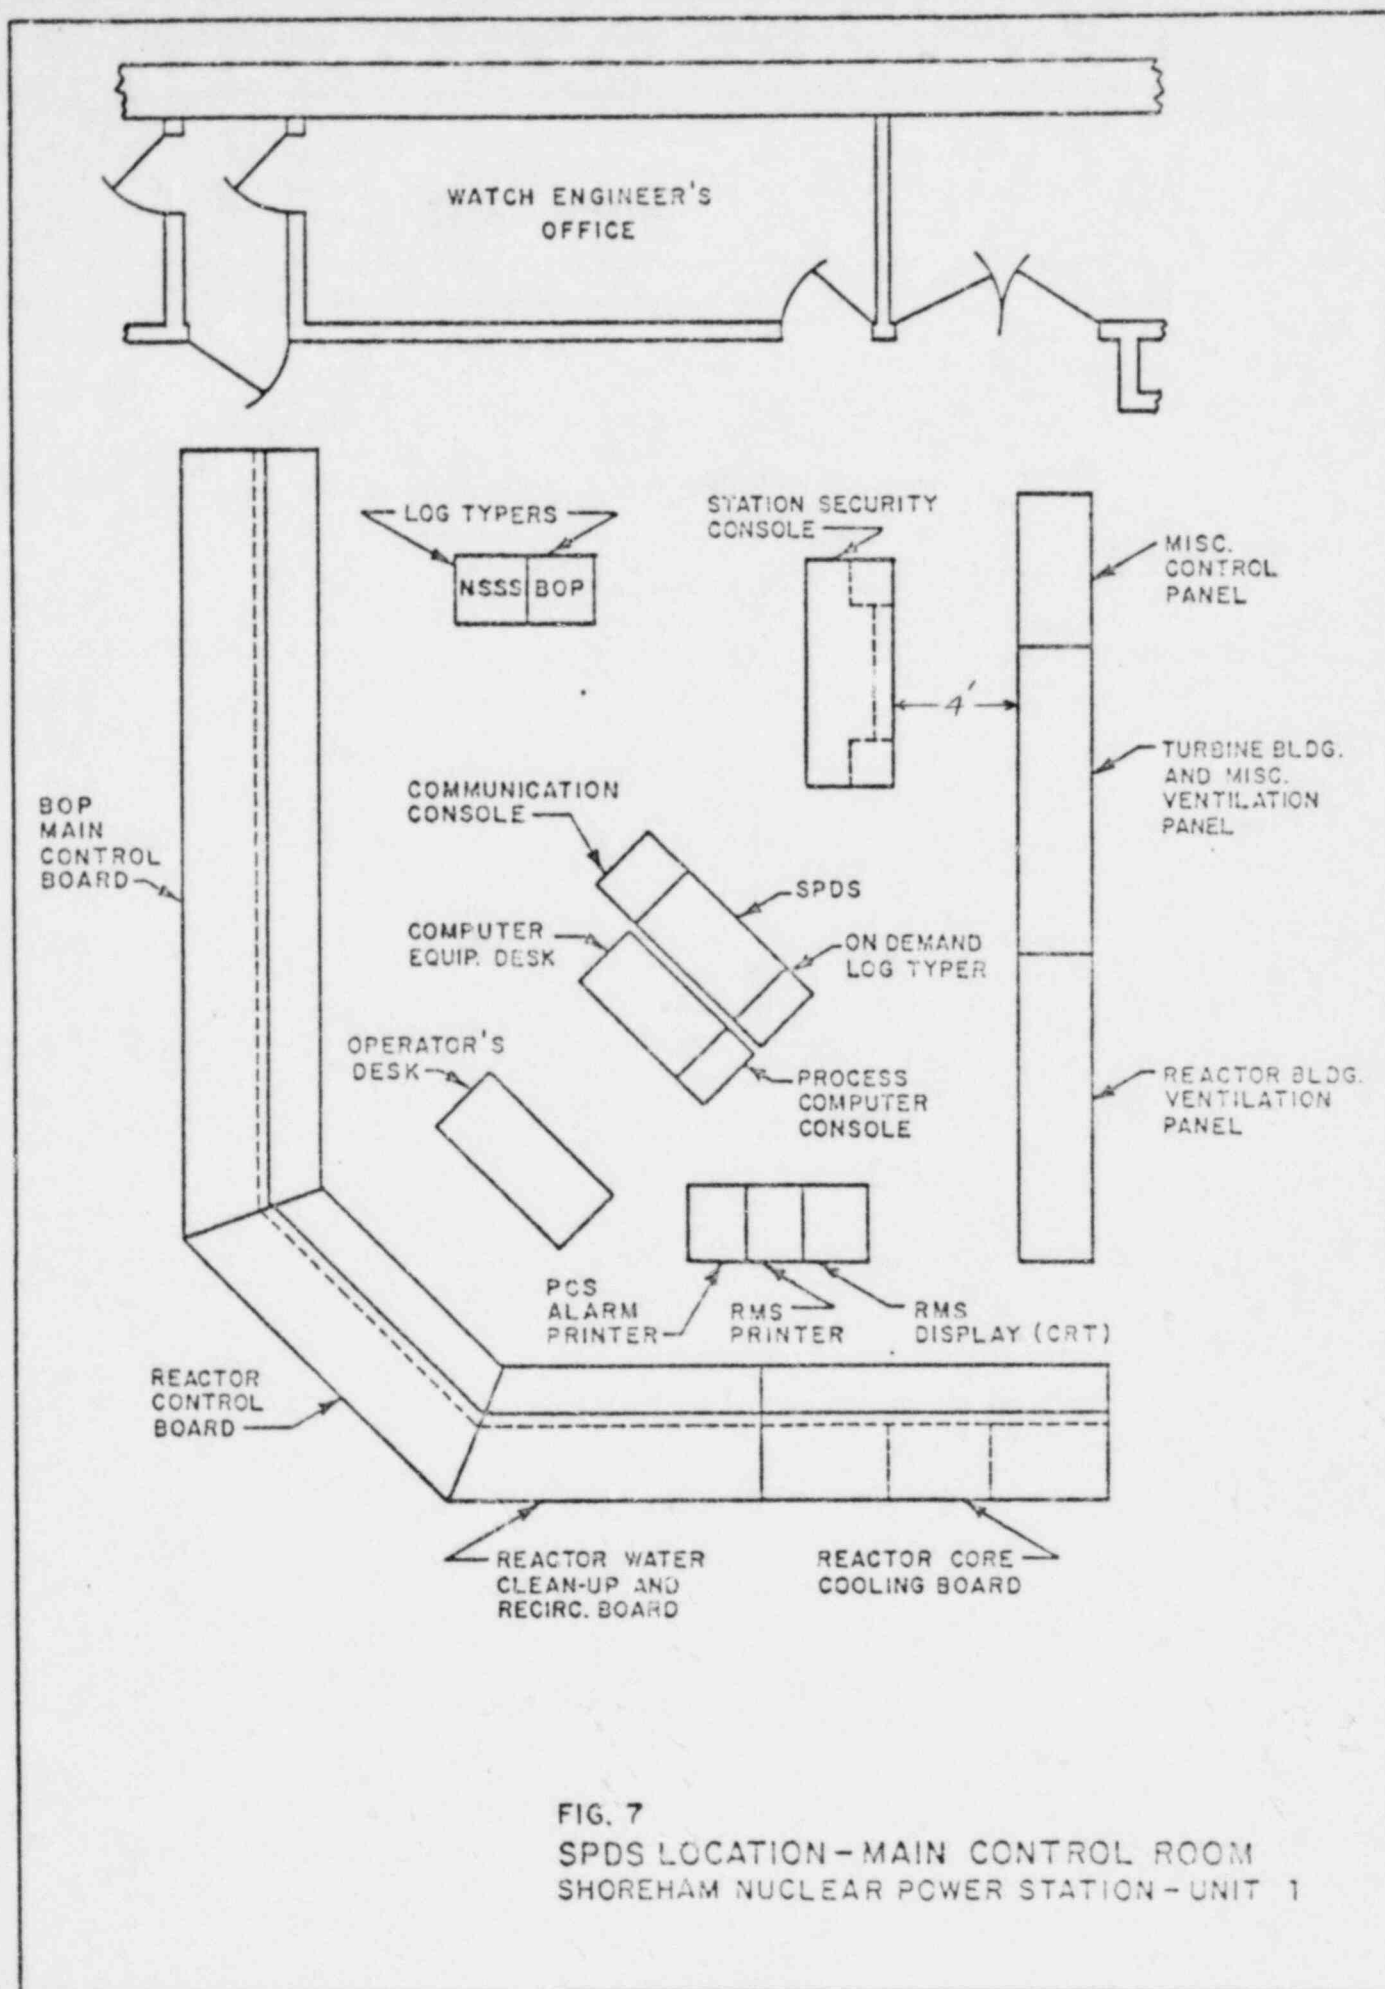 WATCH ENGINEER'S
OFFICE
LOG TYPERS
NSSS BOP
STATION SECURITY
CONSOLE
MISC.
CONTROL
PANEL
4'
TURBINE BLDG.
AND MISC.
VENTILATION
PANEL
BOP
MAIN
CONTROL
BOARD
COMMUNICATION
CONSOLE
SPDS
COMPUTER
EQUIP. DESK
ON DEMAND
LOG TYPER
OPERATOR'S
DESK
PROCESS
COMPUTER
CONSOLE
REACTOR BLDG.
VENTILATION
PANEL
PCS
ALARM
PRINTER
RMS
PRINTER
RMS
DISPLAY (CRT)
REACTOR
CONTROL
BOARD
REACTOR WATER
CLEAN-UP AND
RECIRC. BOARD
REACTOR CORE
COOLING BOARD
FIG. 7
SPDS LOCATION - MAIN CONTROL ROOM
SHOREHAM NUCLEAR POWER STATION - UNIT 1